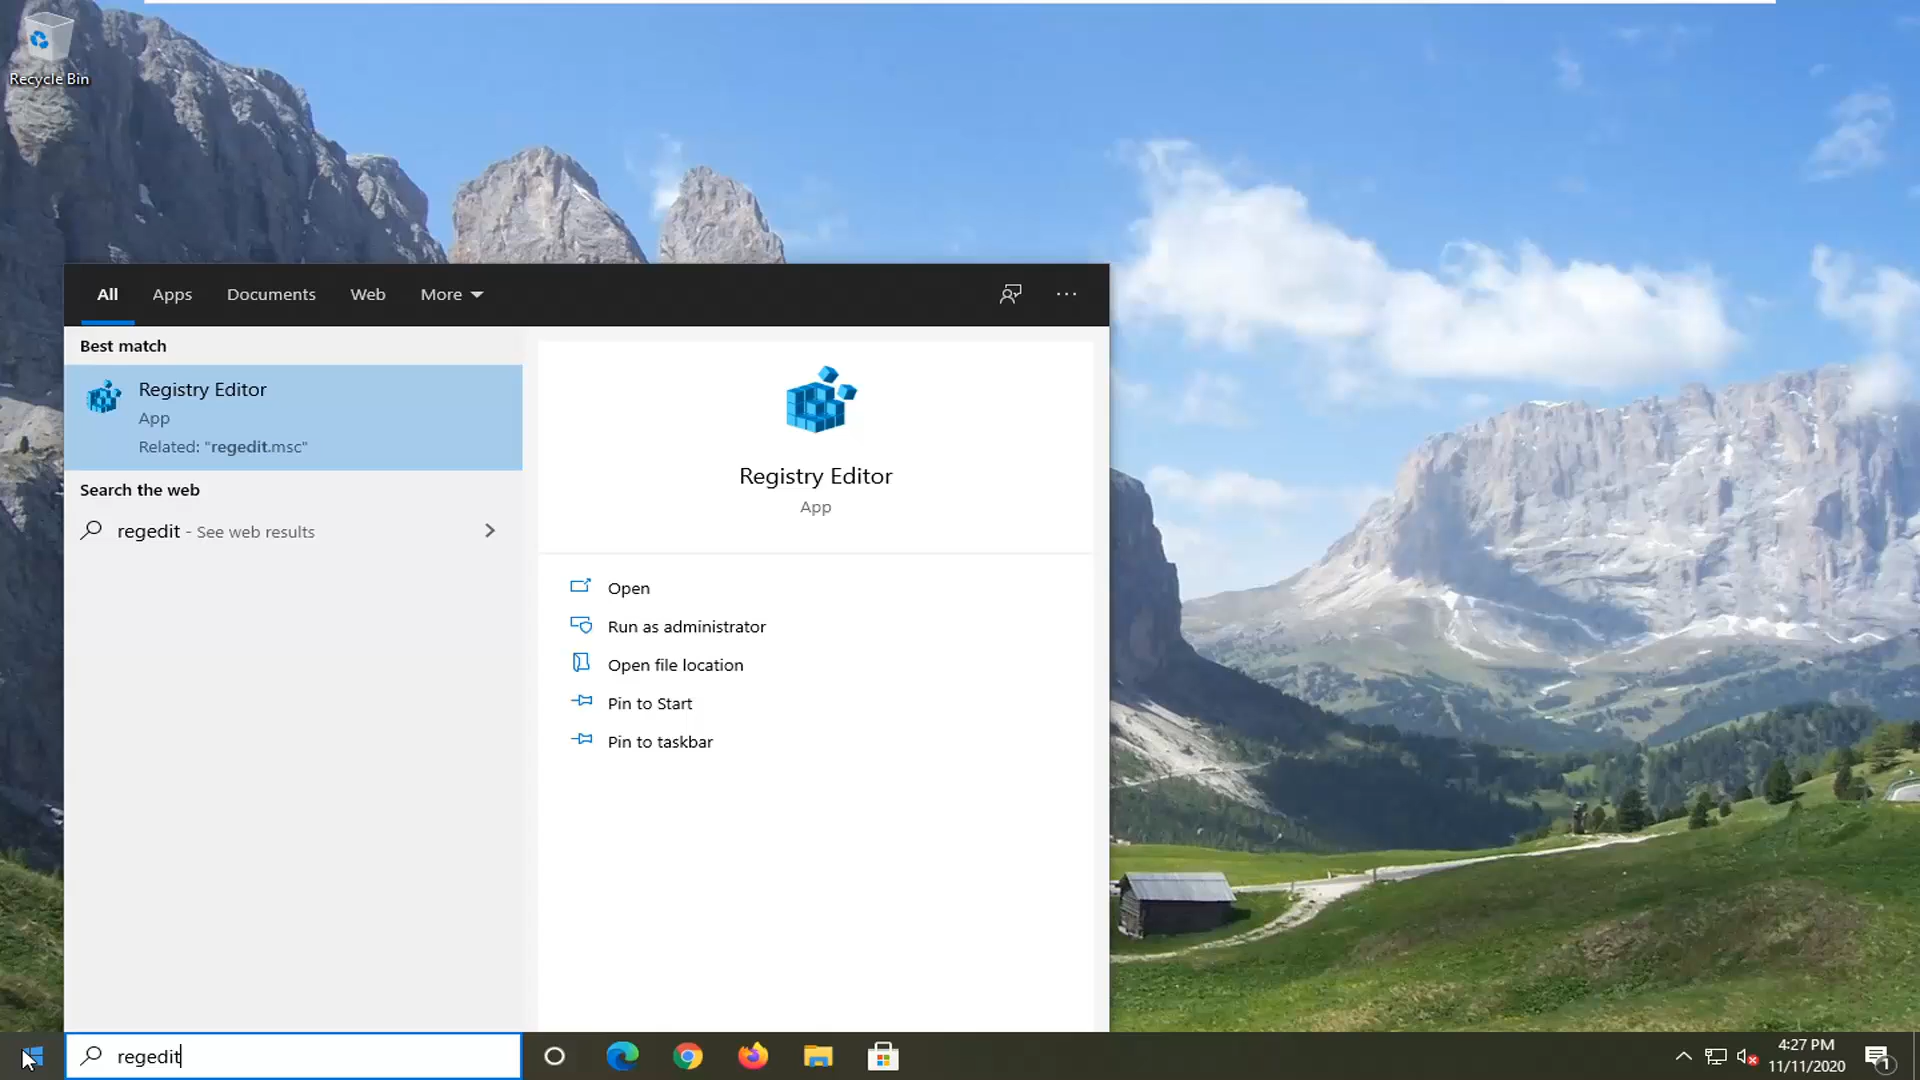 Recycle Bin
All Apps Documents Web More
Best match
Registry Editor
App
Related: "regedit.msc"
Search the web
regedit - See web results
Registry Editor
App
Open
Run as administrator
Open file location
Pin to Start
Pin to taskbar
regedit
4:27 PM
11/11/2020
1